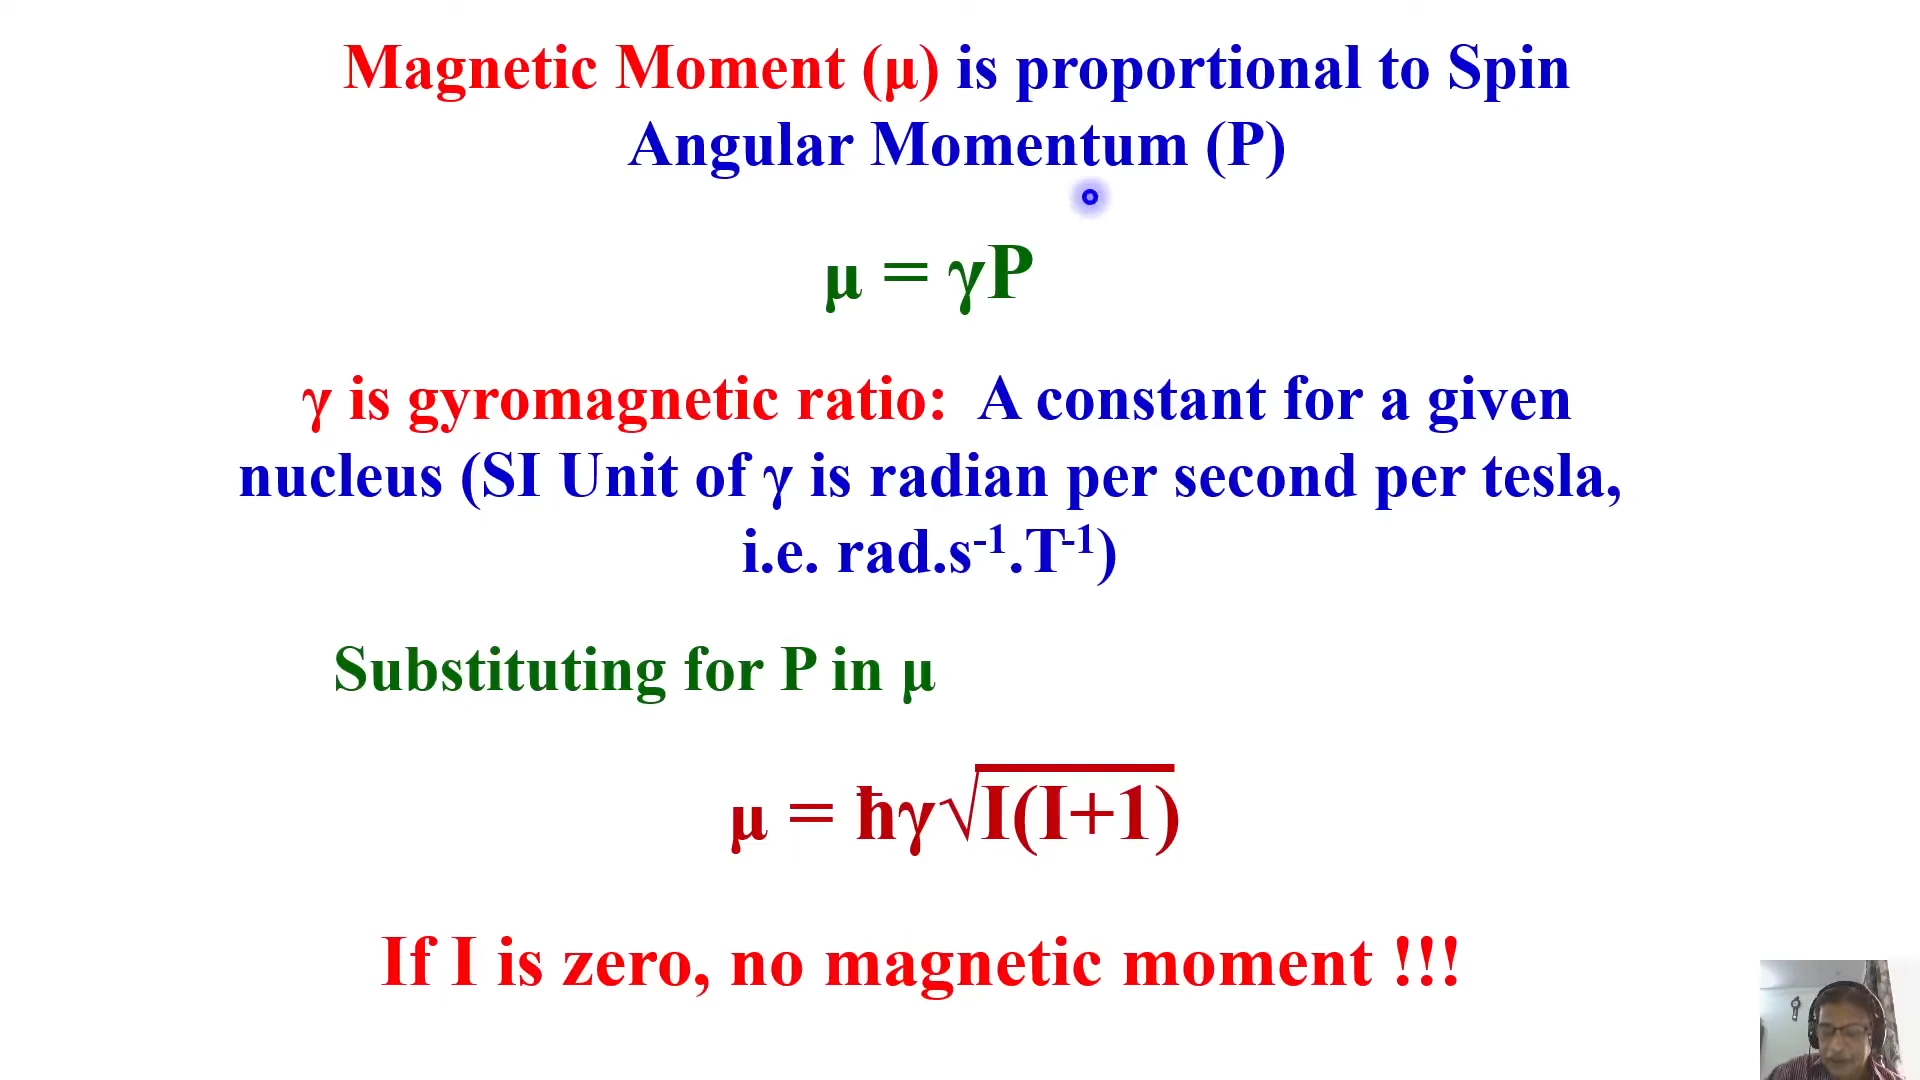 Magnetic Moment (μ) is proportional to Spin
Angular Momentum (P)
μ = γP
γ is gyromagnetic ratio: A constant for a given
nucleus (SI Unit of γ is radian per second per tesla,
i.e. rad.s⁻¹.T⁻¹)
Substituting for P in μ
μ = ħγ√I(I+1)
If I is zero, no magnetic moment !!!